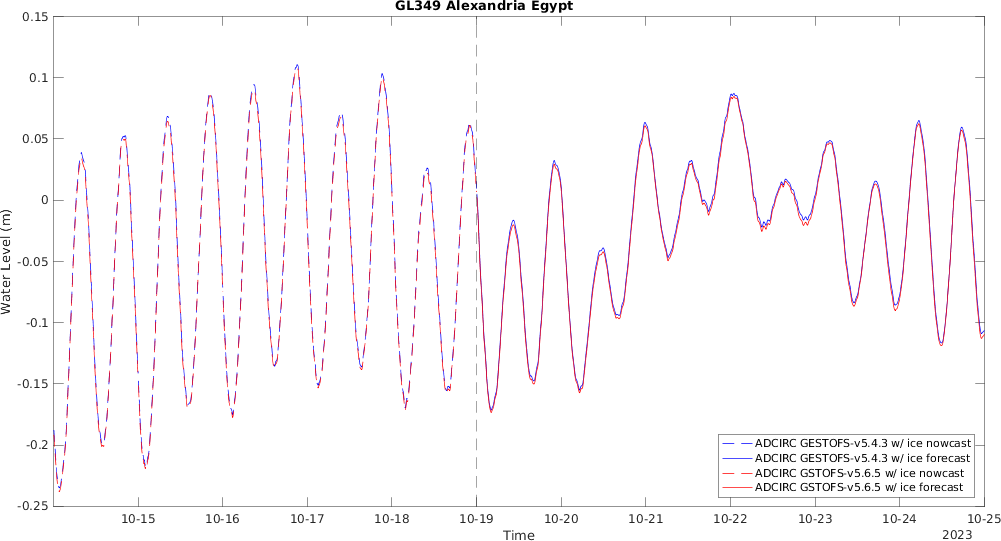 GL349 Alexandria Egypt
0.15
0.1
0.05
0
-0.05
-0.1
-0.15
-0.2
-0.25
Water Level (m)
ADCIRC GESTOFS-v5.4.3 w/ ice nowcast
ADCIRC GESTOFS-v5.4.3 w/ ice forecast
ADCIRC GSTOFS-v5.6.5 w/ ice nowcast
ADCIRC GSTOFS-v5.6.5 w/ ice forecast
10-15 10-16 10-17 10-18 10-19 10-20 10-21 10-22 10-23 10-24 10-25
Time
2023